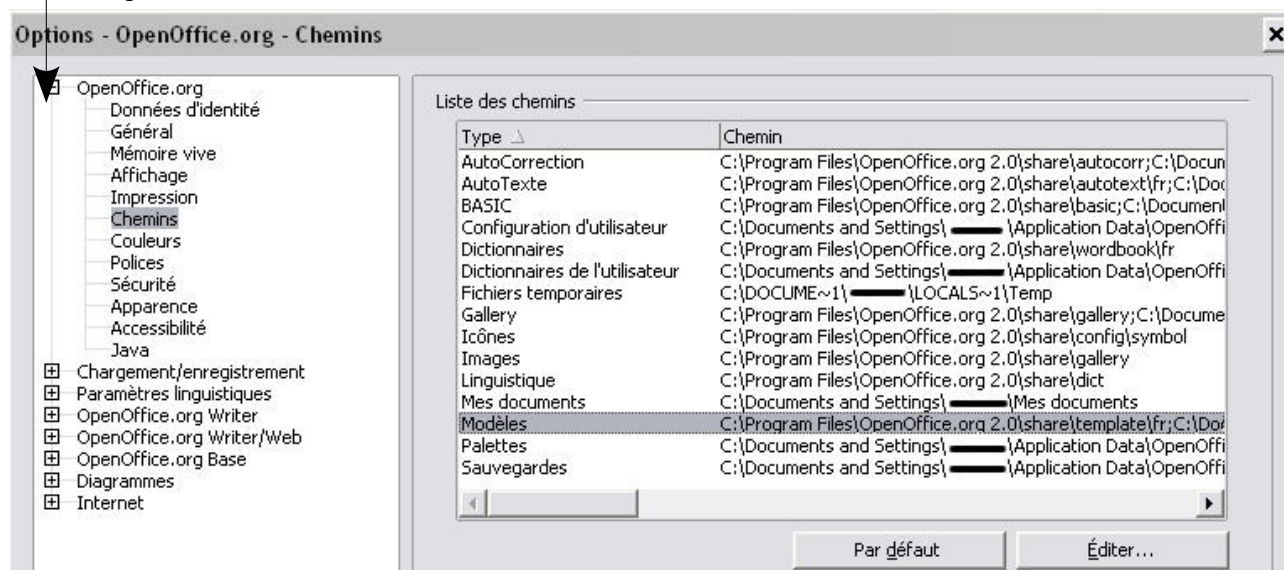 Options - OpenOffice.org - Chemins
OpenOffice.org
Données d'identité
Général
Mémoire vive
Affichage
Impression
Chemins
Couleurs
Polices
Sécurité
Apparence
Accessibilité
Java
Chargement/enregistrement
Paramètres linguistiques
OpenOffice.org Writer
OpenOffice.org Writer/Web
OpenOffice.org Base
Diagrammes
Internet
Liste des chemins
Type Chemin
AutoCorrection C:\Program Files\OpenOffice.org 2.0\share\autocorr;C:\Docun
AutoTexte C:\Program Files\OpenOffice.org 2.0\share\autotext\fr;C:\Doc
BASIC C:\Program Files\OpenOffice.org 2.0\share\basic;C:\Document
Configuration d'utilisateur C:\Documents and Settings\ \Application Data\OpenOffi
Dictionnaires C:\Program Files\OpenOffice.org 2.0\share\wordbook\fr
Dictionnaires de l'utilisateur C:\Documents and Settings\ \Application Data\OpenOffi
Fichiers temporaires C:\DOCUME~1\ \LOCALS~1\Temp
Gallery C:\Program Files\OpenOffice.org 2.0\share\gallery;C:\Docume
Icônes C:\Program Files\OpenOffice.org 2.0\share\config\symbol
Images C:\Program Files\OpenOffice.org 2.0\share\gallery
Linguistique C:\Program Files\OpenOffice.org 2.0\share\dict
Mes documents C:\Documents and Settings\ \Mes documents
Modèles C:\Program Files\OpenOffice.org 2.0\share\template\fr;C:\Do
Palettes C:\Documents and Settings\ \Application Data\OpenOffi
Sauvegardes C:\Documents and Settings\ \Application Data\OpenOffi
Par défaut Éditer...